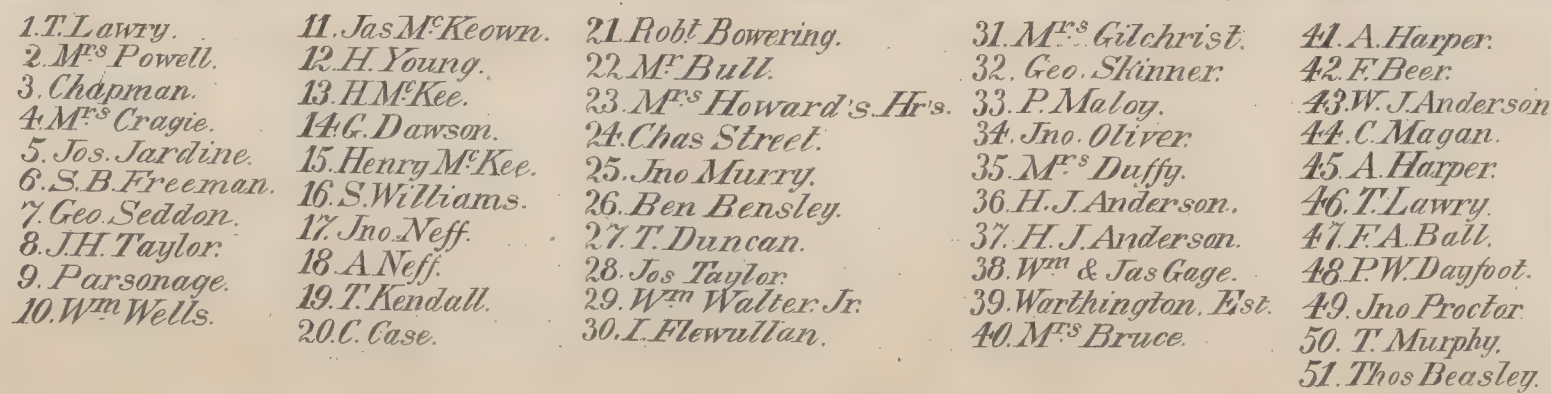 1. T. Lawry.
2. Mrs Powell.
3. Chapman.
4. Mrs Cragie.
5. Jos. Jardine.
6. S. B. Freeman.
7. Geo. Seddon.
8. J. H. Taylor.
9. Parsonage.
10. Wm Wells.
11. Jas McKeown.
12. H. Young.
13. H McKee.
14. G. Dawson.
15. Henry McKee.
16. S. Williams.
17. Jno. Neff.
18. A Neff.
19. T. Kendall.
20. C. Case.
21. Robt Bowering.
22. Mr Bull.
23. Mrs Howard's. Hr's.
24. Chas Street.
25. Jno Murry.
26. Ben Bensley.
27. T. Duncan.
28. Jos Taylor.
29. Wm Walter. Jr.
30. I. Flewullan.
31. Mrs Gilchrist.
32. Geo. Skinner.
33. P. Maloy.
34. Jno. Oliver.
35. Mrs Duffy.
36. H. J. Anderson.
37. H. J. Anderson.
38. Wm & Jas Gage.
39. Warthington. Est.
40. Mrs Bruce.
41. A. Harper.
42. F. Beer.
43. W. J. Anderson
44. C. Magan.
45. A. Harper.
46. T. Lawry.
47. F. A. Ball.
48. P. W. Dayfoot.
49. Jno Proctor.
50. T. Murphy.
51. Thos Beasley.